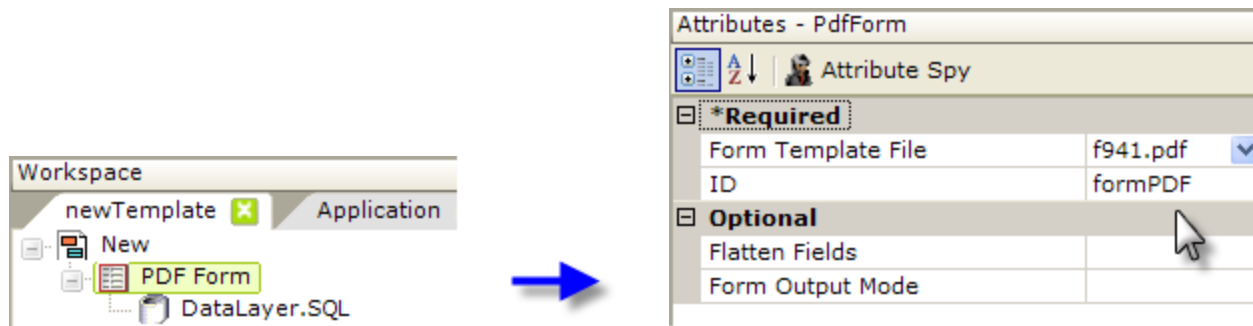 Workspace
newTemplate Application
New
PDF Form
DataLayer.SQL
Attributes - PdfForm
A Z Attribute Spy
*Required
Form Template File f941.pdf
ID formPDF
Optional
Flatten Fields
Form Output Mode